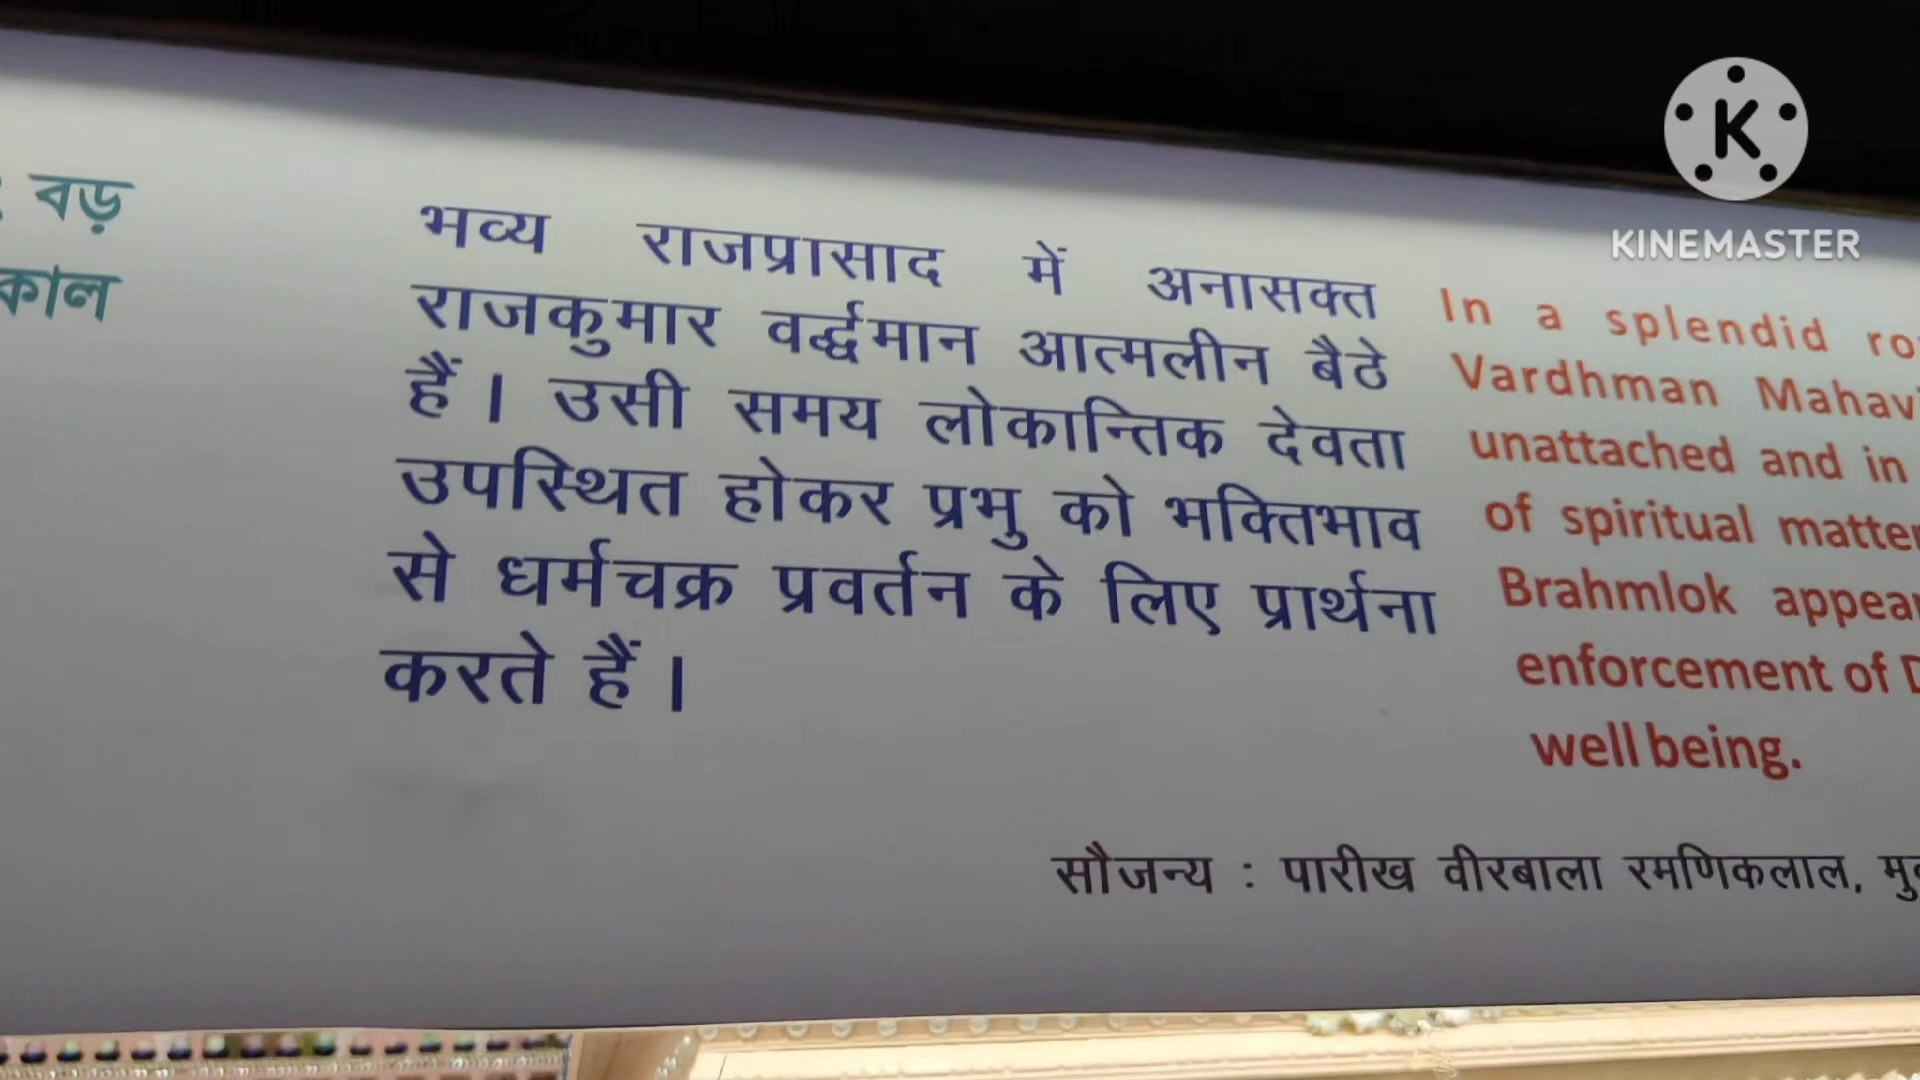 বড়
काल
भव्य राजप्रासाद में अनासक्त
राजकुमार वर्द्धमान आत्मलीन बैठे
हैं । उसी समय लोकान्तिक देवता
उपस्थित होकर प्रभु को भक्तिभाव
से धर्मचक्र प्रवर्तन के लिए प्रार्थना
करते हैं ।
In a splendid
Vardhman
unattached and in
of spiritual
Brahmlok
enforcement of
well being.
सौजन्य : पारीख वीरबाला रमणिकलाल,
KINEMASTER